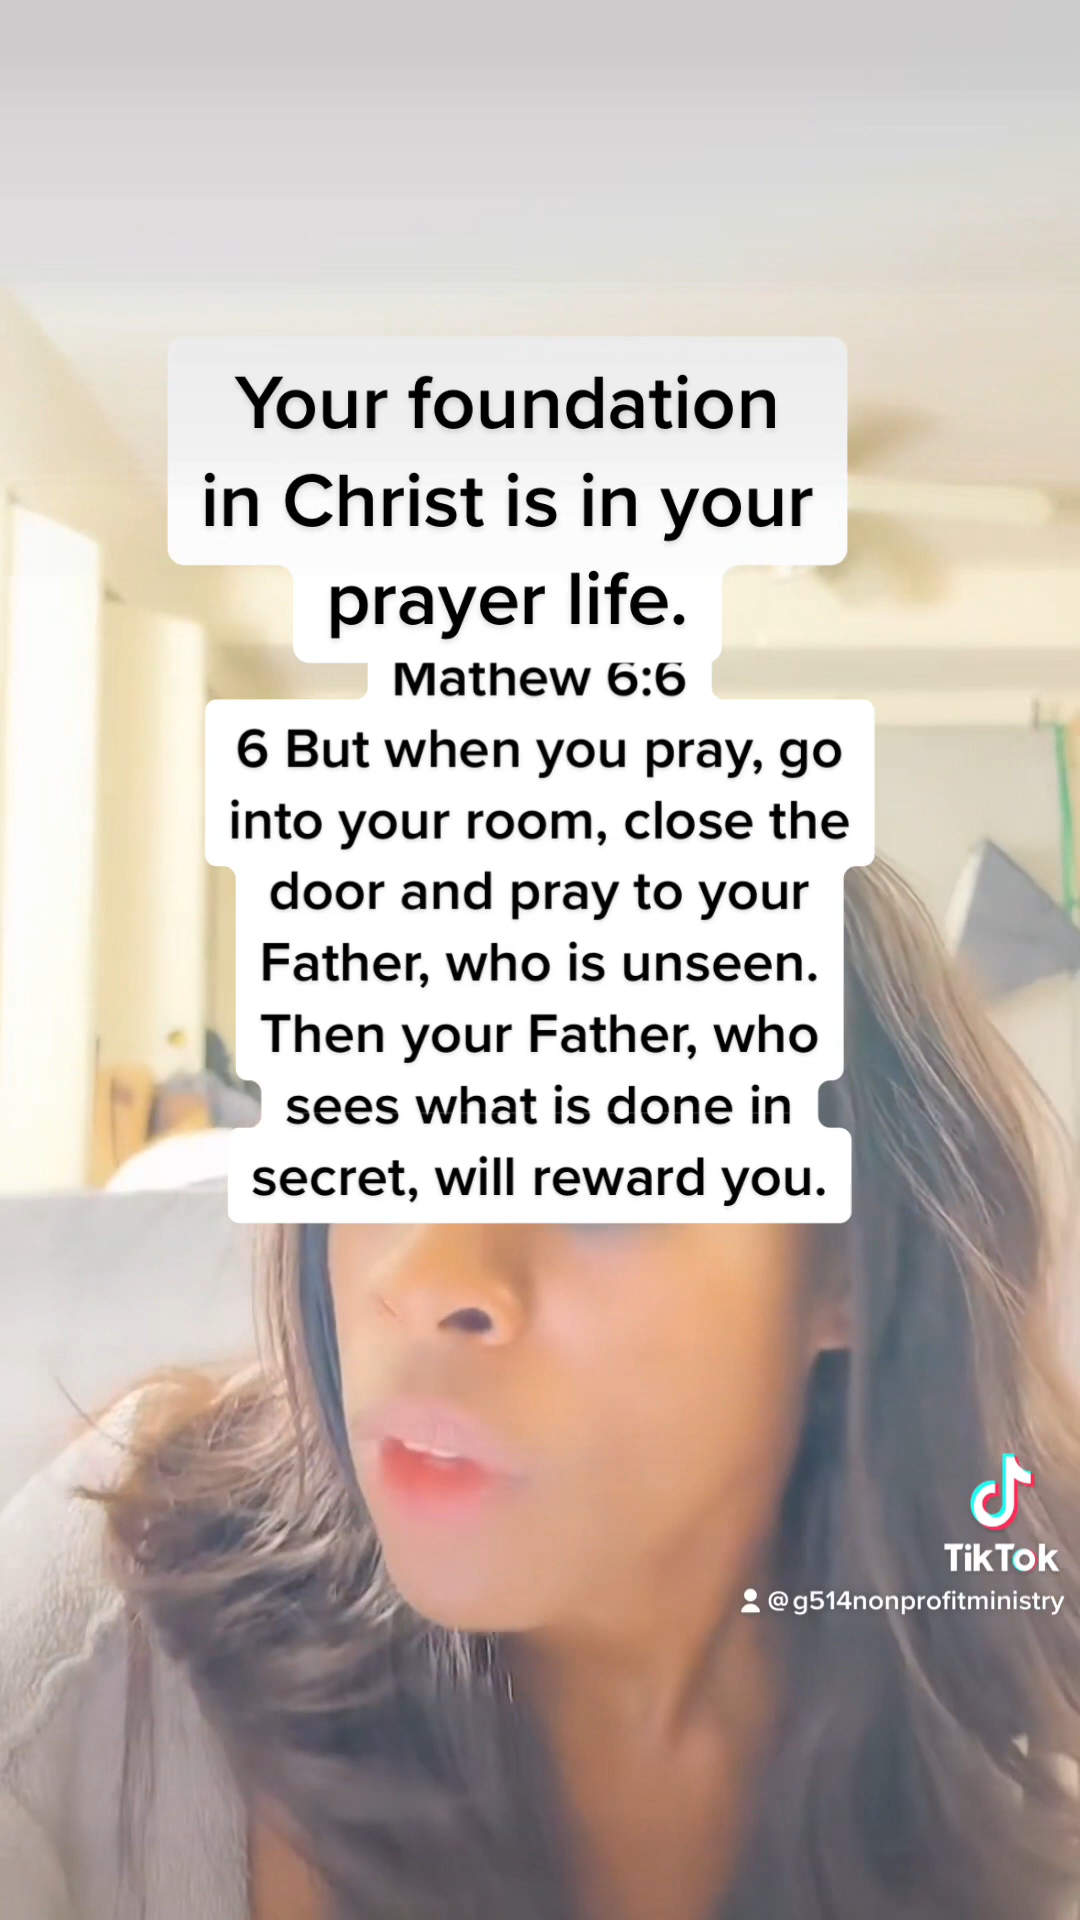 Your foundation
in Christ is in your
prayer life.
Mathew 6:6
6 But when you pray, go
into your room, close the
door and pray to your
Father, who is unseen.
Then your Father, who
sees what is done in
secret, will reward you.
TikTok
@g514nonprofitministry